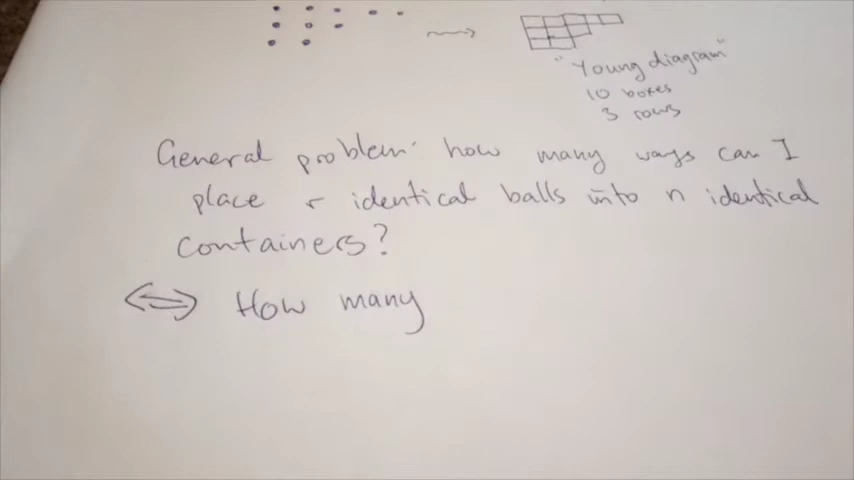 "Young diagram"
10 boxes
3 rows
General problem: how many ways can I
place r identical balls into n identical
containers?
⟺ How many